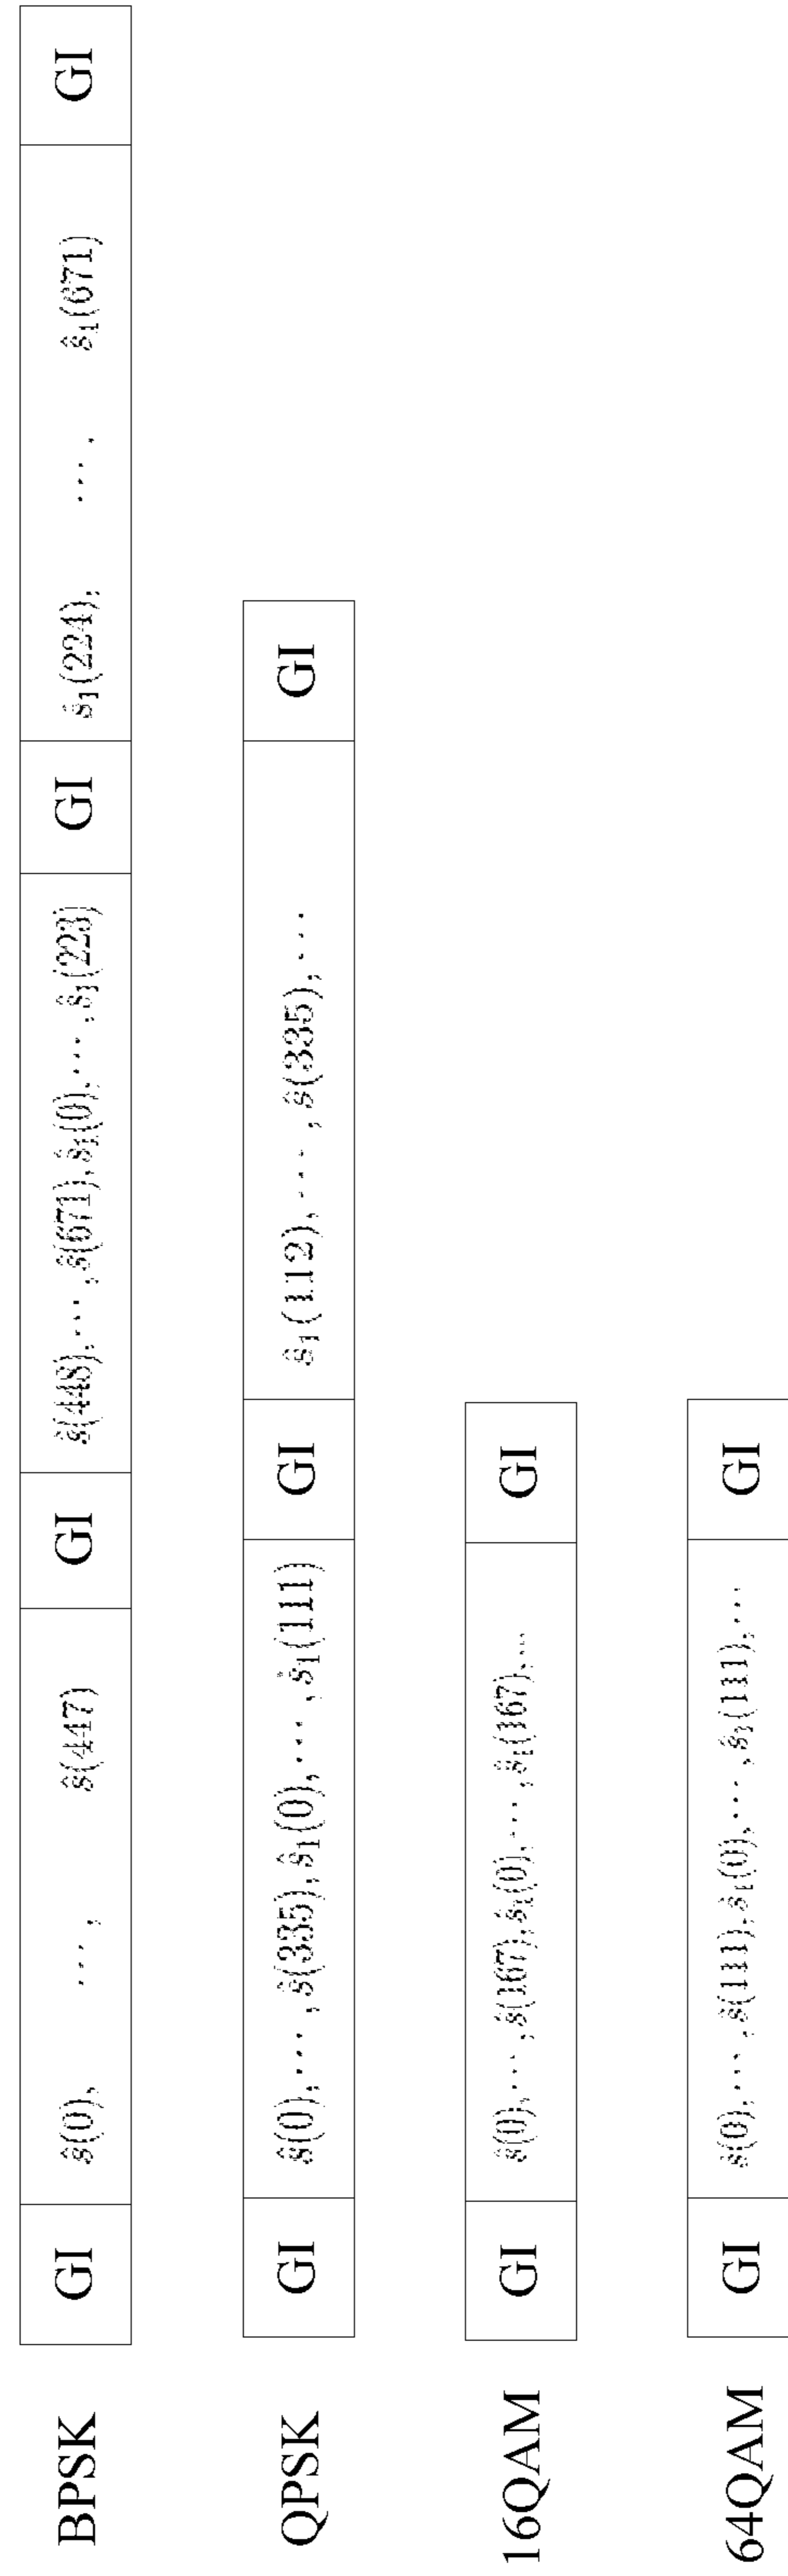 BPSK GI ŝ(0), ⋯, ŝ(447) GI ŝ(448), ⋯, ŝ(671), ŝ₁(0), ⋯, ŝ₁(223) GI ŝ₁(224), ⋯, ŝ₁(671) GI
QPSK GI ŝ(0), ⋯, ŝ(335), ŝ₁(0), ⋯, ŝ₁(111) GI ŝ₁(112), ⋯, ŝ(335), ⋯ GI
16QAM GI ŝ(0), ⋯, ŝ(167), ŝ₁(0), ⋯, ŝ₁(167), ... GI
64QAM GI ŝ(0), ⋯, ŝ(111), ŝ₁(0), ⋯, ŝ₁(111), ⋯ GI